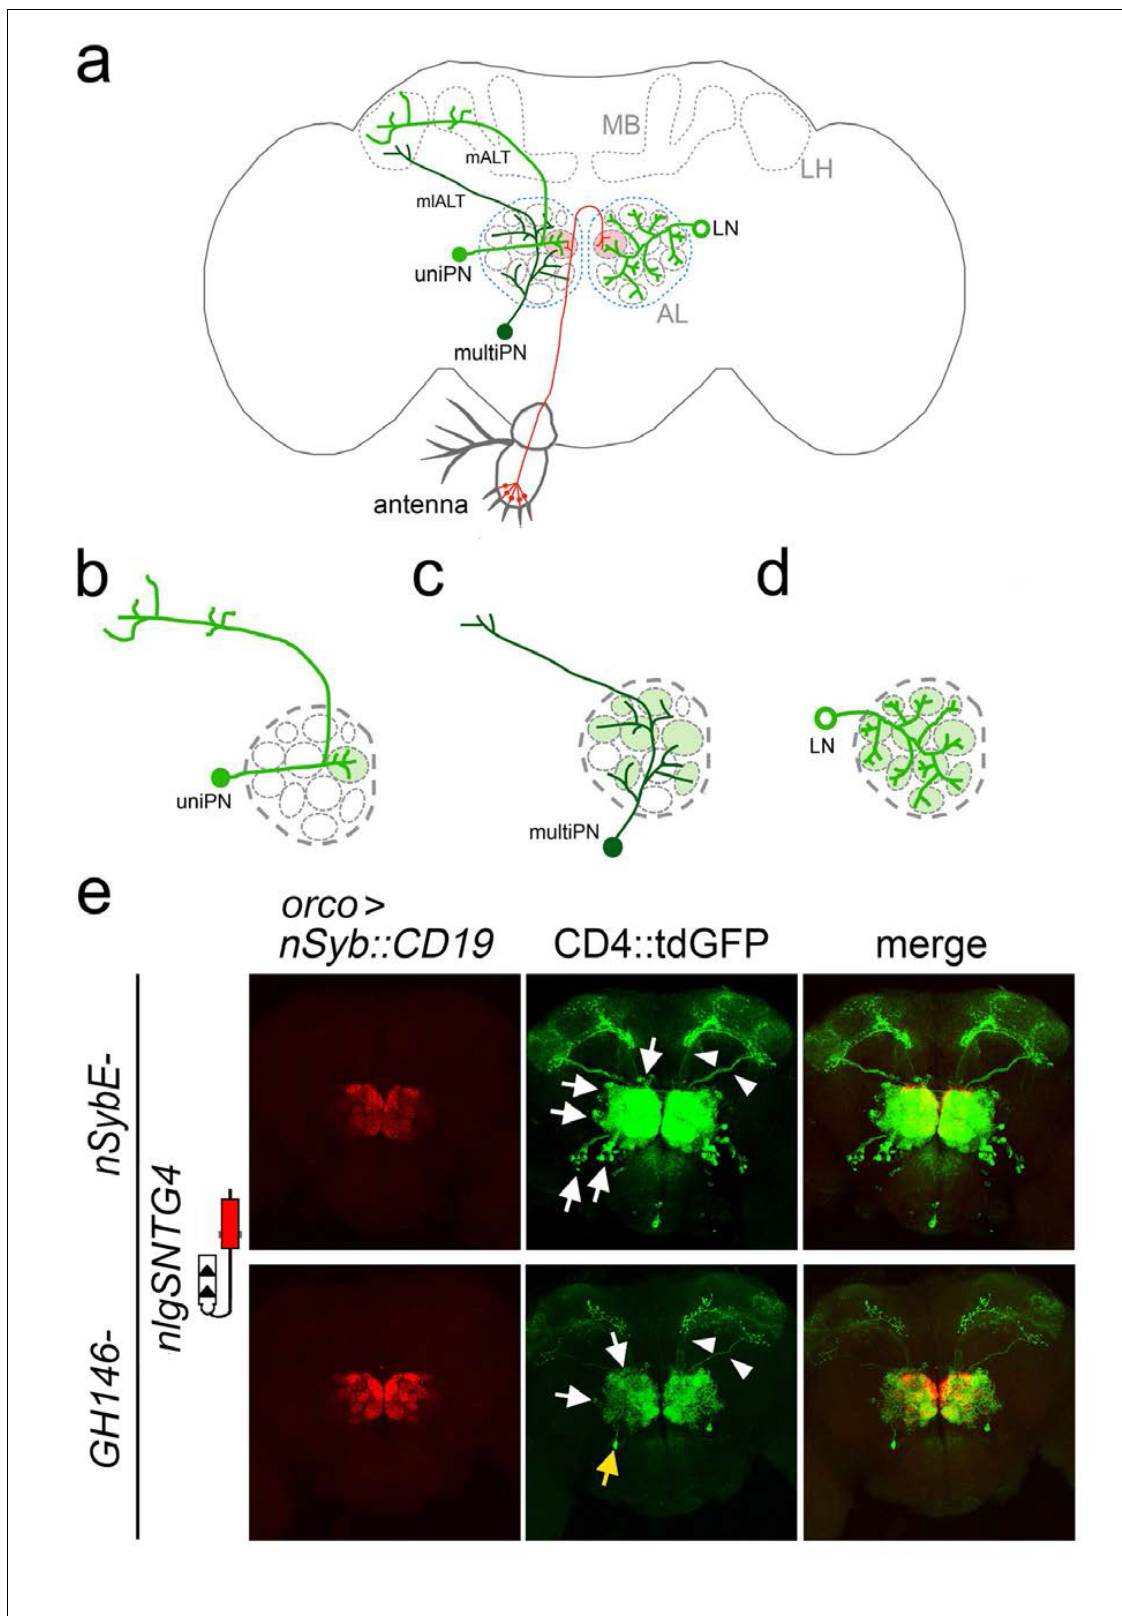 a
MB
LH
mALT
mlALT
LN
uniPN
AL
multiPN
antenna
b
c
d
uniPN
multiPN
LN
e
orco >
nSyb::CD19
CD4::tdGFP
merge
nSybE-
nlgSNTG4
GH146-